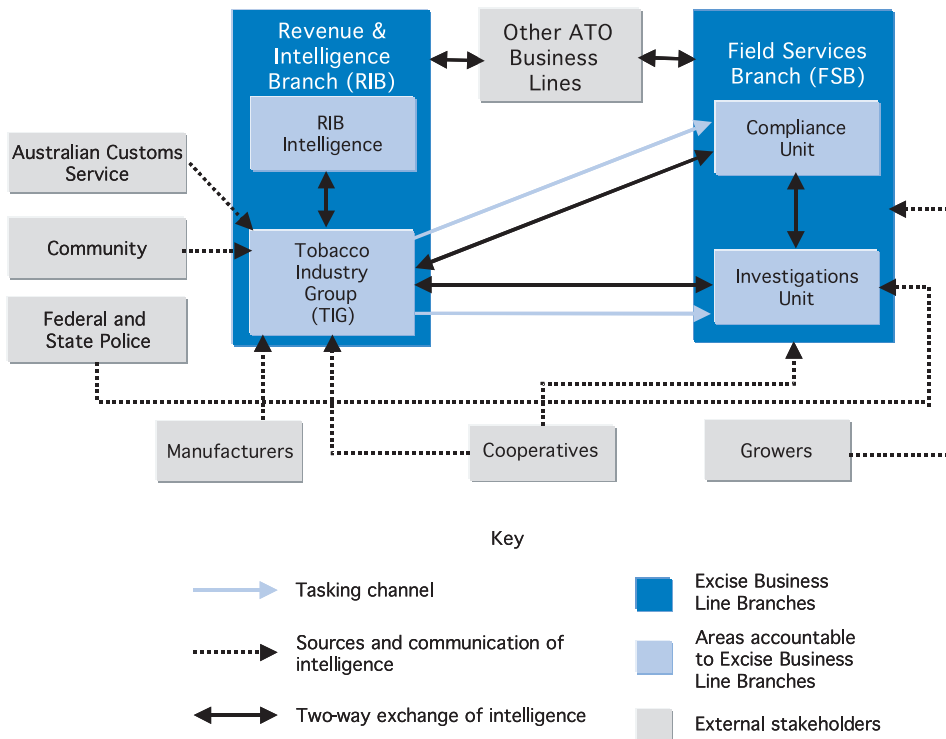 Revenue &
Intelligence
Branch (RIB)
Other ATO
Business
Lines
Field Services
Branch (FSB)
RIB
Intelligence
Compliance
Unit
Australian Customs
Service
Community
Tobacco
Industry
Group
(TIG)
Investigations
Unit
Federal and
State Police
Manufacturers
Cooperatives
Growers
Key
Tasking channel
Excise Business
Line Branches
Sources and communication of
intelligence
Areas accountable
to Excise Business
Line Branches
Two-way exchange of intelligence
External stakeholders